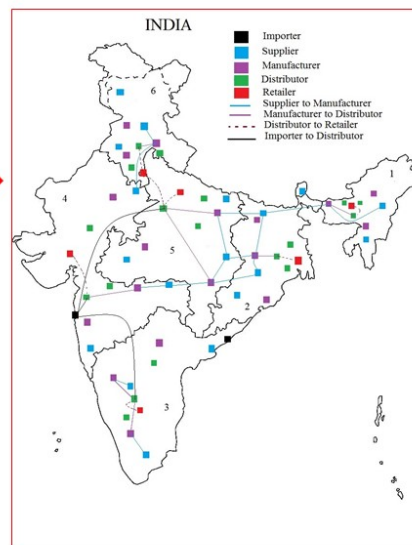 INDIA
Importer
Supplier
Manufacturer
Distributor
Retailer
Supplier to Manufacturer
Manufacturer to Distributor
Distributor to Retailer
Importer to Distributor
6
1
4
5
2
3